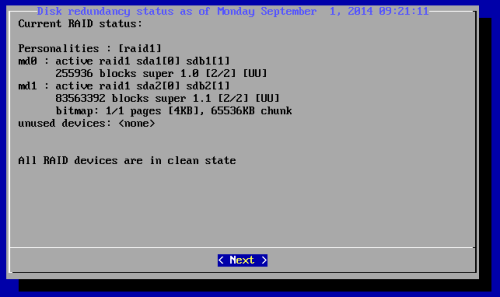 Disk redundancy status as of Monday September  1, 2014 09:21:11
Current RAID status:
Personalities : [raid1]
md0 : active raid1 sda1[0] sdb1[1]
255936 blocks super 1.0 [2/2] [UU]
md1 : active raid1 sda2[0] sdb2[1]
83563392 blocks super 1.1 [2/2] [UU]
bitmap: 1/1 pages [4KB], 65536KB chunk
unused devices: <none>
All RAID devices are in clean state
< Next >